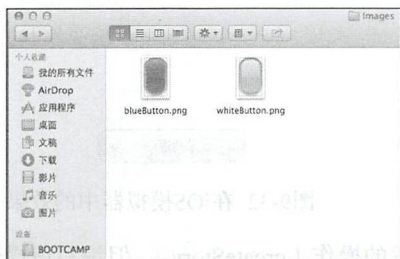 Images
个人收藏
我的所有文件
AirDrop
应用程序
桌面
文稿
下载
影片
音乐
图片
设备
BOOTCAMP
blueButton.png
whiteButton.png